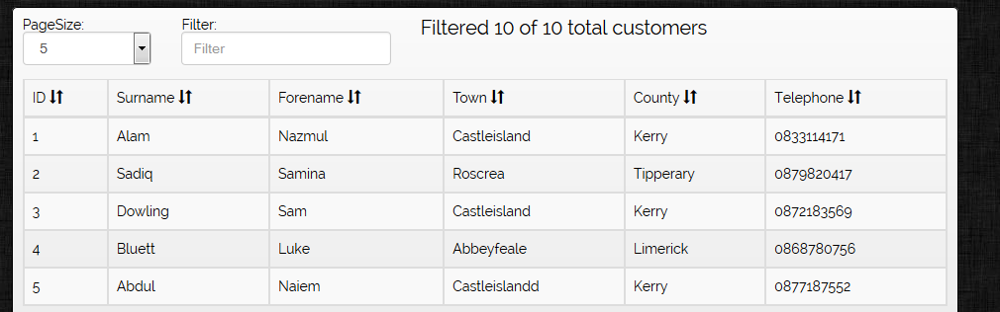 PageSize: Filter: Filtered 10 of 10 total customers
5 Filter
ID Surname Forename Town County Telephone
1 Alam Nazmul Castleisland Kerry 0833114171
2 Sadiq Samina Roscrea Tipperary 0879820417
3 Dowling Sam Castleisland Kerry 0872183569
4 Bluett Luke Abbeyfeale Limerick 0868780756
5 Abdul Naiem Castleislandd Kerry 0877187552